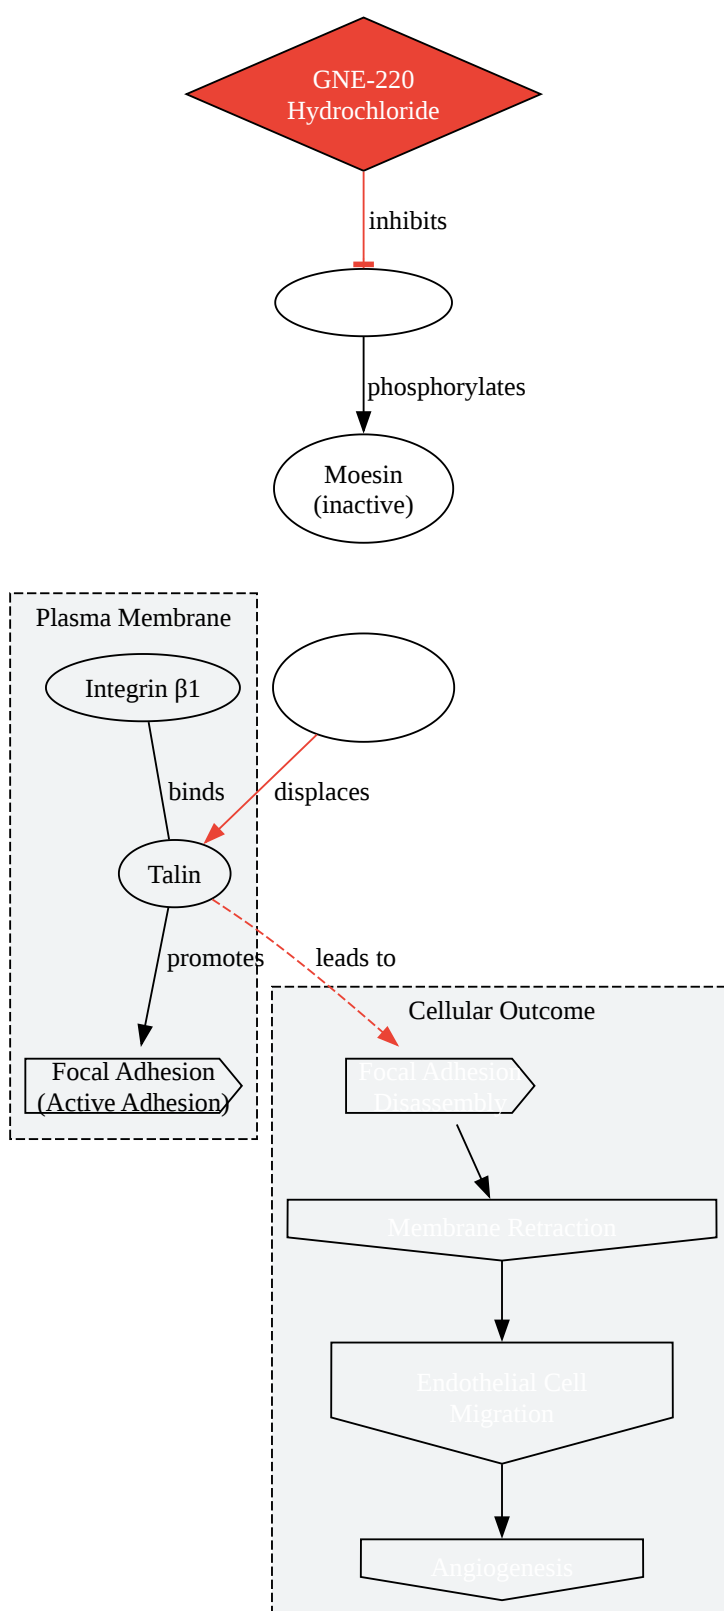 GNE-220
Hydrochloride
inhibits
phosphorylates
Moesin
(inactive)
Plasma Membrane
Integrin β1
binds
displaces
Talin
promotes
leads to
Cellular Outcome
Focal Adhesion
(Active Adhesion)
Focal Adhesion
Disassembly
Membrane Retraction
Endothelial Cell
Migration
Angiogenesis